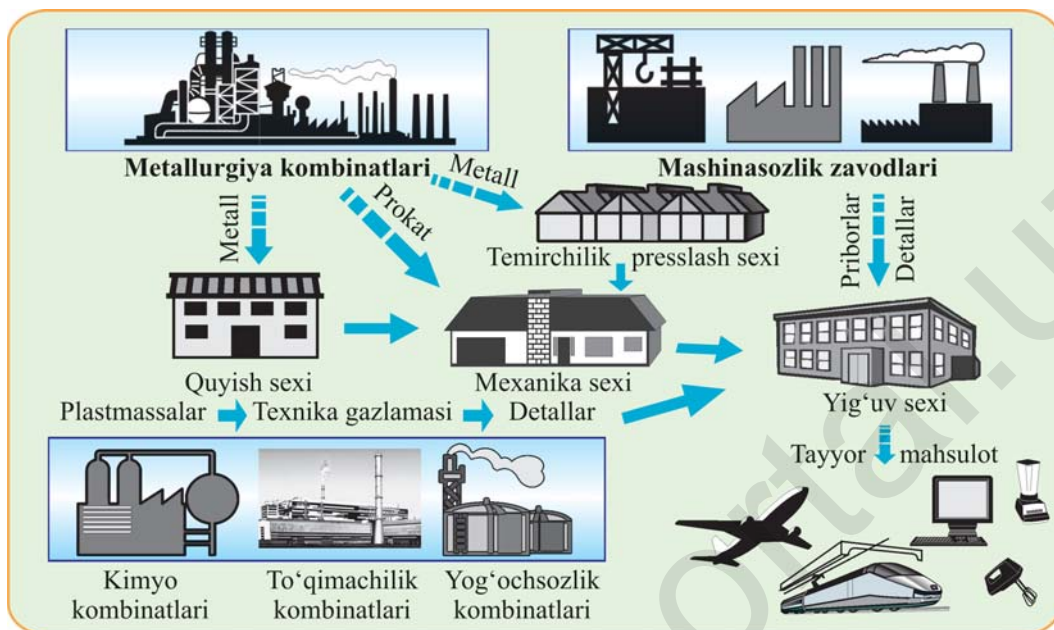 Metallurgiya kombinatlari
Mashinasozlik zavodlari
Metall
Prokat
Metall
Temirchilik presslash sexi
Priborlar
Detallar
Quyish sexi
Mexanika sexi
Yig‘uv sexi
Plastmassalar
Texnika gazlamasi
Detallar
Tayyor mahsulot
Kimyo
kombinatlari
To‘qimachilik
kombinatlari
Yog‘ochsozlik
kombinatlari